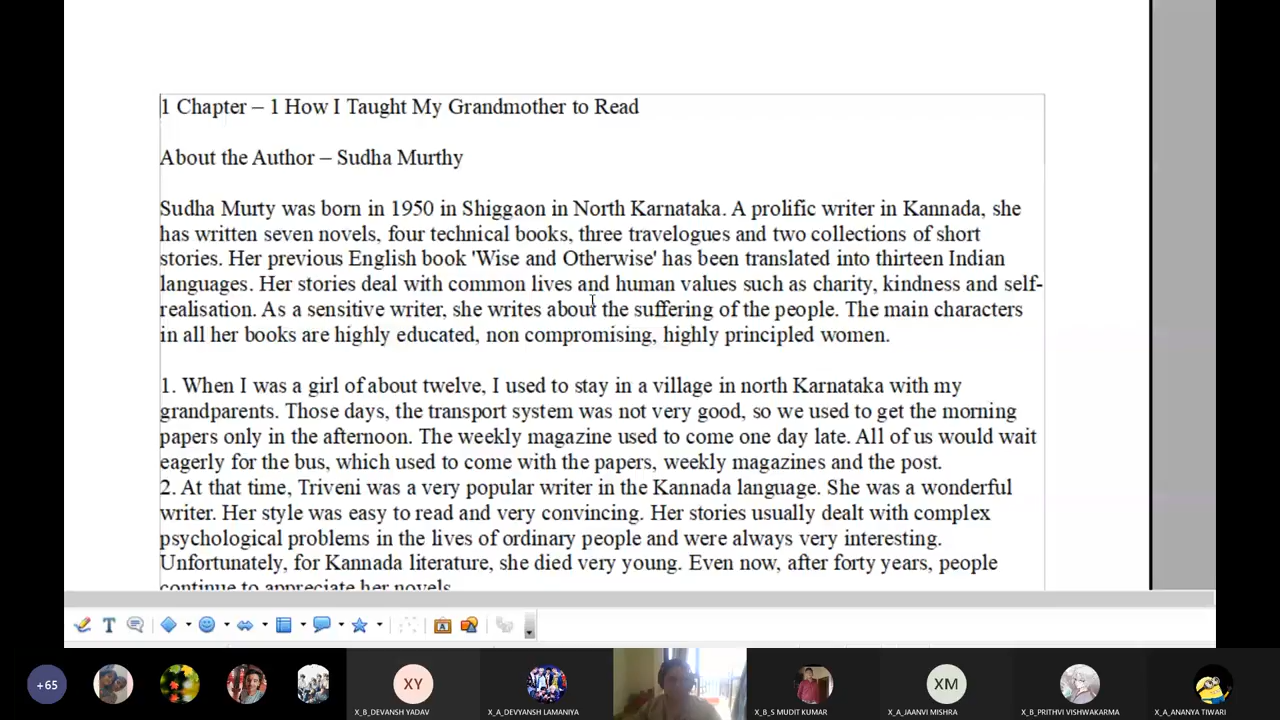 1 Chapter – 1 How I Taught My Grandmother to Read
About the Author – Sudha Murthy
Sudha Murty was born in 1950 in Shiggaon in North Karnataka. A prolific writer in Kannada, she
has written seven novels, four technical books, three travelogues and two collections of short
stories. Her previous English book 'Wise and Otherwise' has been translated into thirteen Indian
languages. Her stories deal with common lives and human values such as charity, kindness and self-
realisation. As a sensitive writer, she writes about the suffering of the people. The main characters
in all her books are highly educated, non compromising, highly principled women.
1. When I was a girl of about twelve, I used to stay in a village in north Karnataka with my
grandparents. Those days, the transport system was not very good, so we used to get the morning
papers only in the afternoon. The weekly magazine used to come one day late. All of us would wait
eagerly for the bus, which used to come with the papers, weekly magazines and the post.
2. At that time, Triveni was a very popular writer in the Kannada language. She was a wonderful
writer. Her style was easy to read and very convincing. Her stories usually dealt with complex
psychological problems in the lives of ordinary people and were always very interesting.
Unfortunately, for Kannada literature, she died very young. Even now, after forty years, people
continue to appreciate her novels.
T
A
+65
XY
XM
X_B_DEVANSH YADAV
X_A_DEVYANSH LAMANIYA
X_B_S MUDIT KUMAR
X_A_JAANVI MISHRA
X_B_PRITHVI VISHWAKARMA
X_A_ANANYA TIWARI